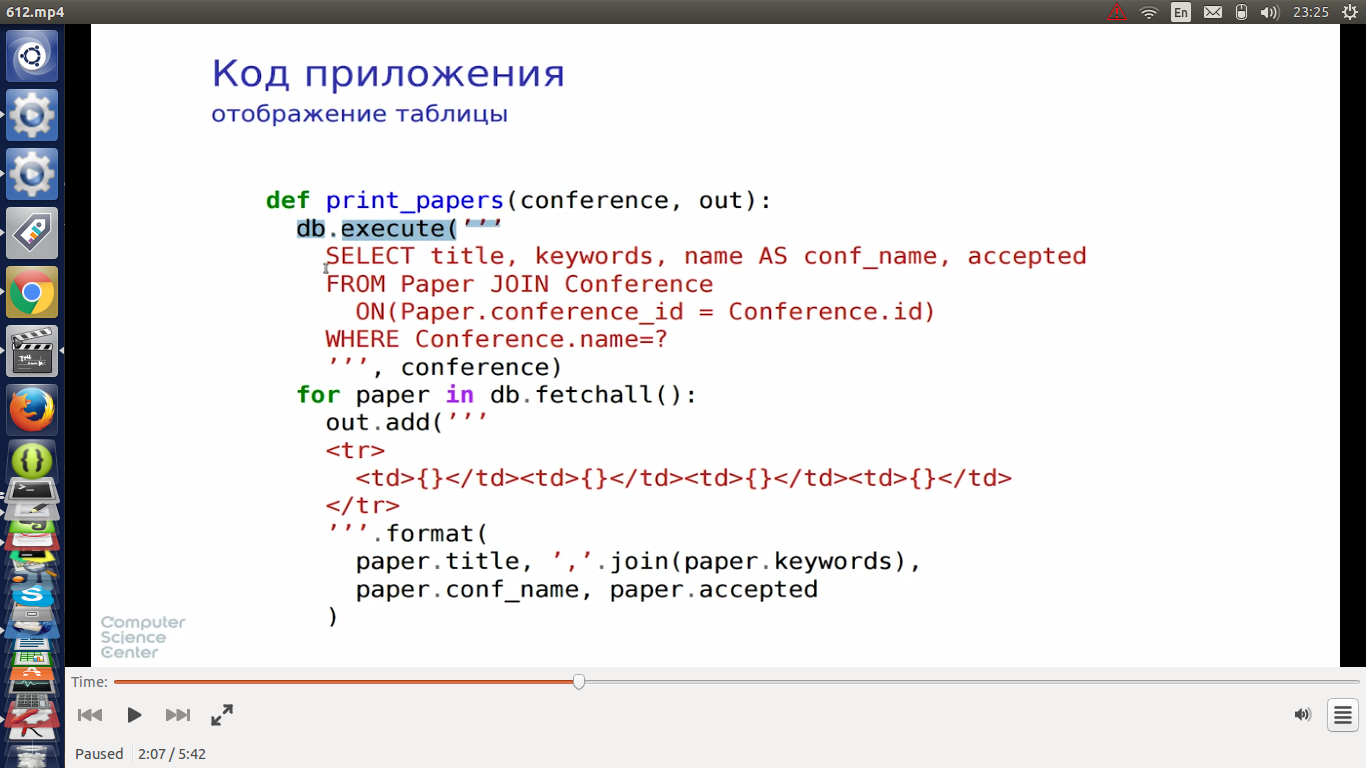 612.mp4
En
23:25
Код приложения
отображение таблицы
def print_papers(conference, out):
db.execute('''
SELECT title, keywords, name AS conf_name, accepted
FROM Paper JOIN Conference
ON(Paper.conference_id = Conference.id)
WHERE Conference.name=?
''', conference)
for paper in db.fetchall():
out.add('''
<tr>
<td>{}</td><td>{}</td><td>{}</td><td>{}</td>
</tr>
'''.format(
paper.title, ','.join(paper.keywords),
paper.conf_name, paper.accepted
)
Computer
Science
Center
Time:
Paused
2:07 / 5:42